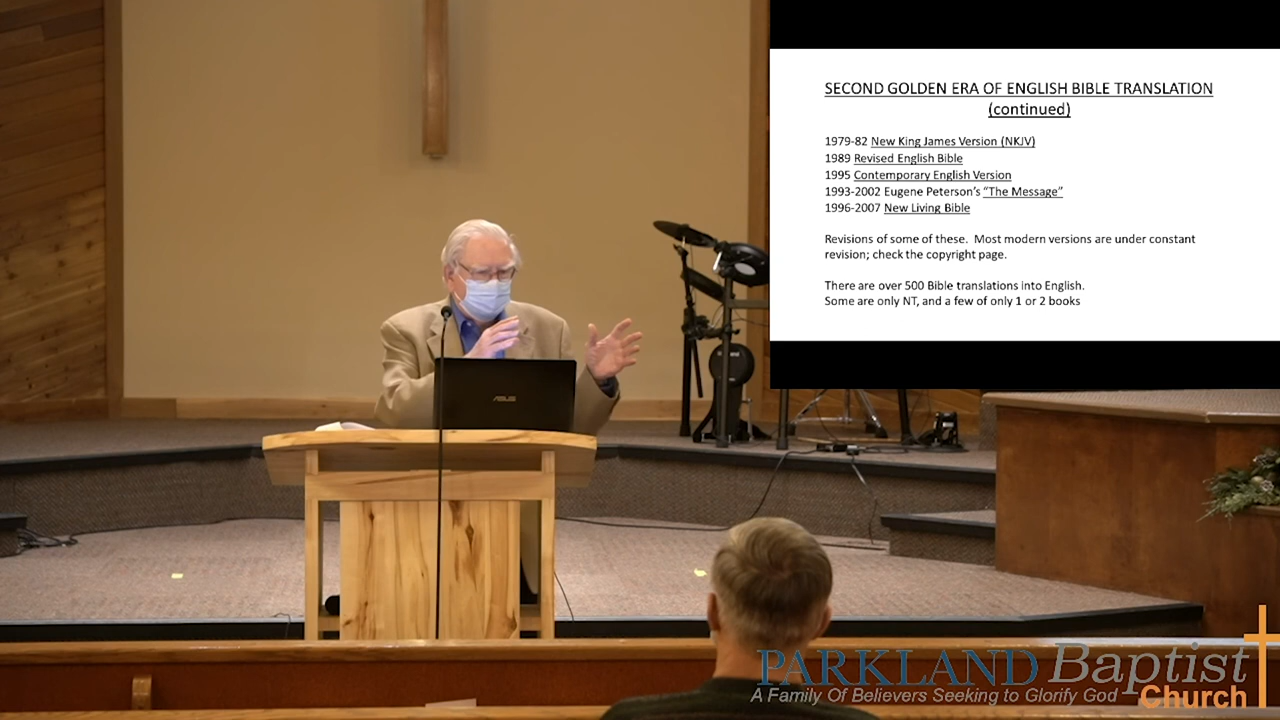 SECOND GOLDEN ERA OF ENGLISH BIBLE TRANSLATION
(continued)
1979-82 New King James Version (NKJV)
1989 Revised English Bible
1995 Contemporary English Version
1993-2002 Eugene Peterson's "The Message"
1996-2007 New Living Bible
Revisions of some of these. Most modern versions are under constant
revision; check the copyright page.
There are over 500 Bible translations into English.
Some are only NT, and a few of only 1 or 2 books
ASUS
PARKLAND Baptist
A Family Of Believers Seeking to Glorify God
Church